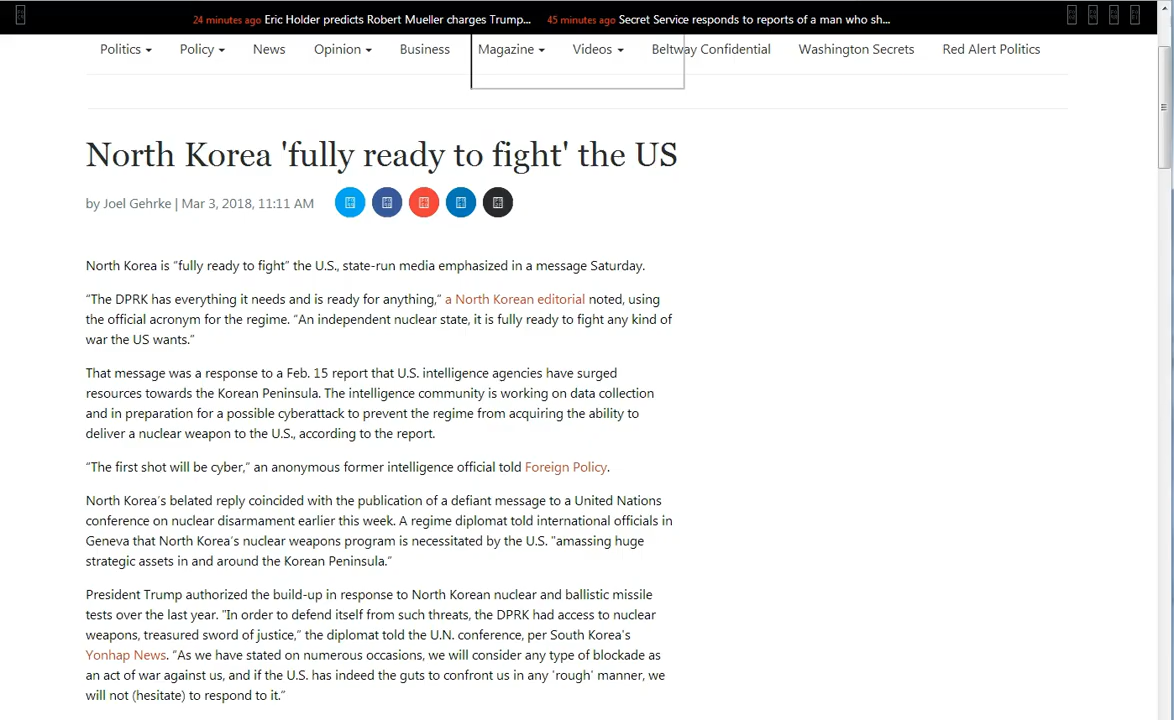 24 minutes ago Eric Holder predicts Robert Mueller charges Trump... 45 minutes ago Secret Service responds to reports of a man who sh...
Politics Policy News Opinion Business Magazine Videos Beltway Confidential Washington Secrets Red Alert Politics
North Korea 'fully ready to fight' the US
by Joel Gehrke | Mar 3, 2018, 11:11 AM
North Korea is “fully ready to fight” the U.S., state-run media emphasized in a message Saturday.
“The DPRK has everything it needs and is ready for anything,” a North Korean editorial noted, using
the official acronym for the regime. “An independent nuclear state, it is fully ready to fight any kind of
war the US wants.”
That message was a response to a Feb. 15 report that U.S. intelligence agencies have surged
resources towards the Korean Peninsula. The intelligence community is working on data collection
and in preparation for a possible cyberattack to prevent the regime from acquiring the ability to
deliver a nuclear weapon to the U.S., according to the report.
“The first shot will be cyber,” an anonymous former intelligence official told Foreign Policy.
North Korea’s belated reply coincided with the publication of a defiant message to a United Nations
conference on nuclear disarmament earlier this week. A regime diplomat told international officials in
Geneva that North Korea’s nuclear weapons program is necessitated by the U.S. "amassing huge
strategic assets in and around the Korean Peninsula.”
President Trump authorized the build-up in response to North Korean nuclear and ballistic missile
tests over the last year. "In order to defend itself from such threats, the DPRK had access to nuclear
weapons, treasured sword of justice,” the diplomat told the U.N. conference, per South Korea's
Yonhap News. “As we have stated on numerous occasions, we will consider any type of blockade as
an act of war against us, and if the U.S. has indeed the guts to confront us in any 'rough' manner, we
will not (hesitate) to respond to it.”